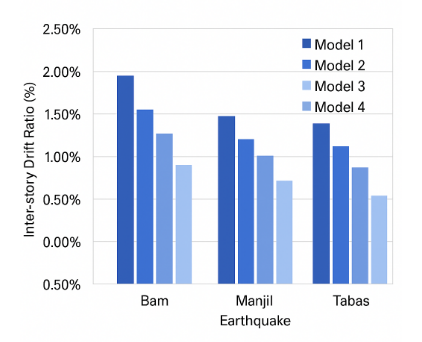 2.50%
2.00%
1.50%
1.00%
0.50%
0.00%
0.50%
Inter-story Drift Ratio (%)
Model 1
Model 2
Model 3
Model 4
Bam Manjil Tabas
Earthquake